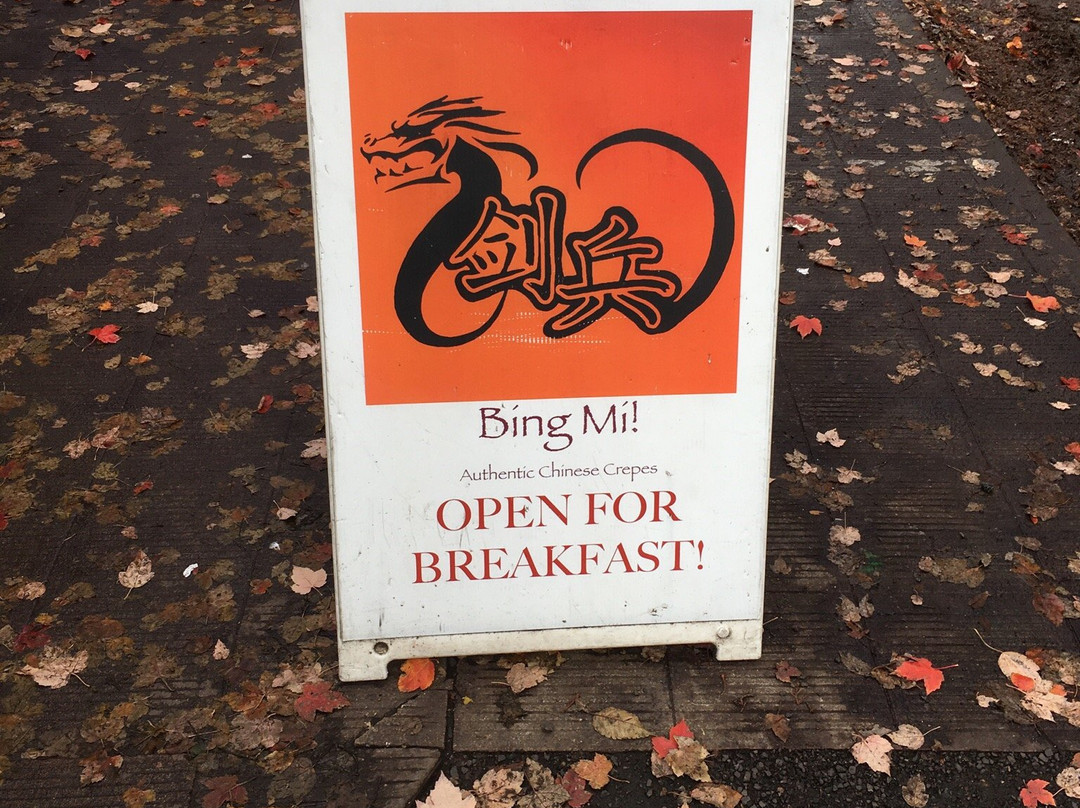 剑兵
Bing Mi!
Authentic Chinese Crepes
OPEN FOR
BREAKFAST!